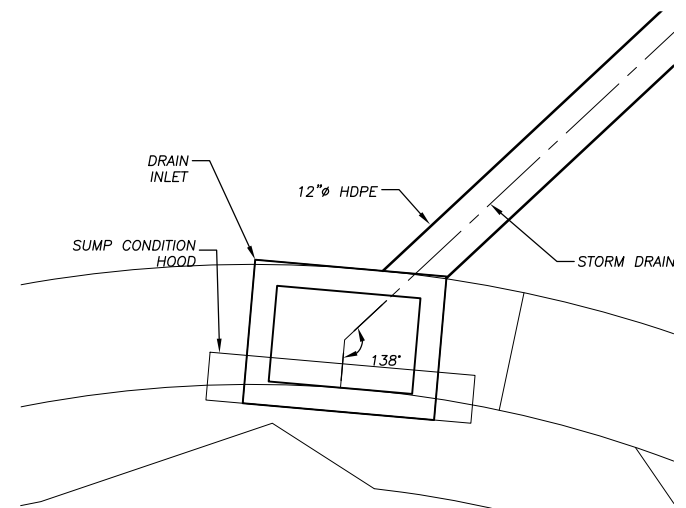 DRAIN
INLET
12"ø HDPE
SUMP CONDITION
HOOD
STORM DRAIN
138°